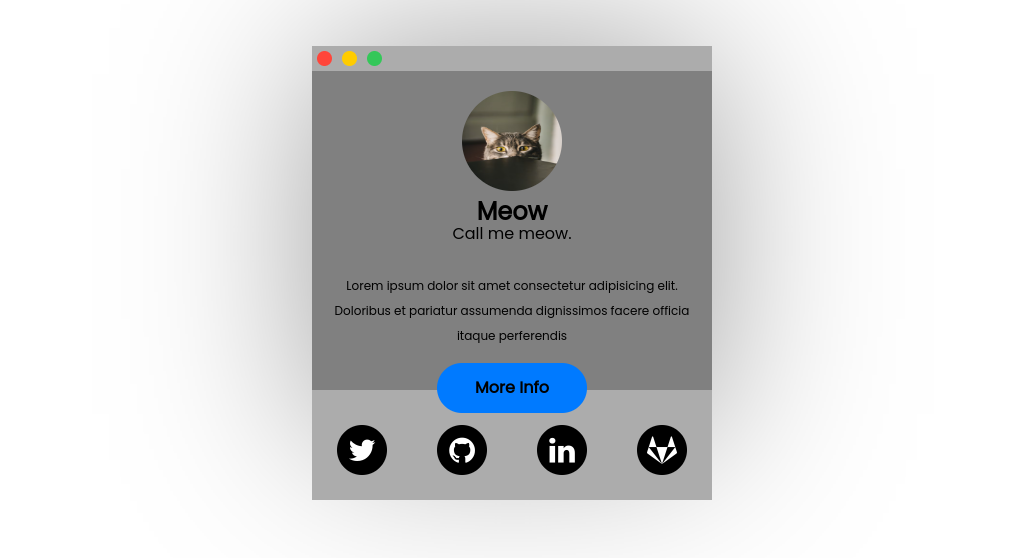 Meow
Call me meow.
Lorem ipsum dolor sit amet consectetur adipisicing elit.
Doloribus et pariatur assumenda dignissimos facere officia
itaque perferendis
More Info
in